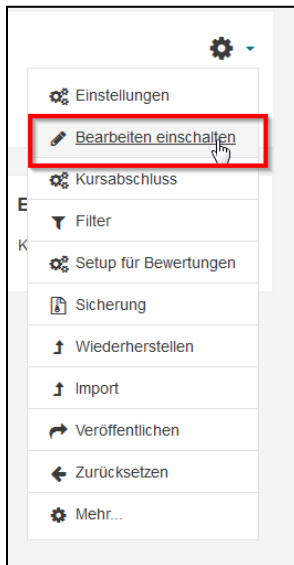 Einstellungen
Bearbeiten einschalten
Kursabschluss
E
Filter
K
Setup für Bewertungen
Sicherung
Wiederherstellen
Import
Veröffentlichen
Zurücksetzen
Mehr...